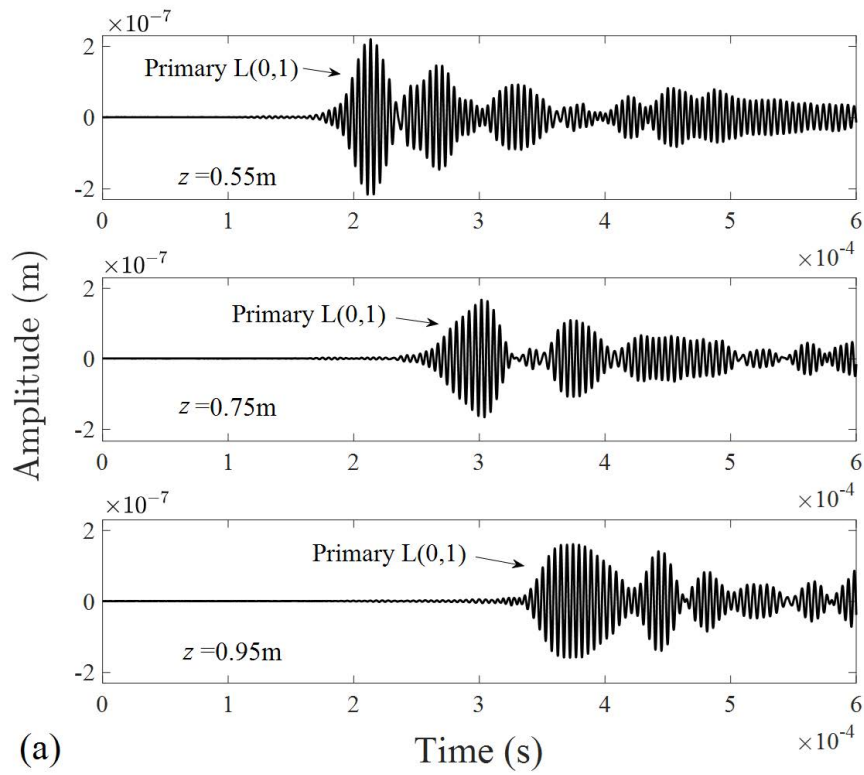 ×10⁻⁷
2
0
-2
Primary L(0,1)
z =0.55m
0 1 2 3 4 5 6
×10⁻⁴
×10⁻⁷
2
0
-2
Primary L(0,1)
z =0.75m
0 1 2 3 4 5 6
×10⁻⁴
Amplitude (m)
×10⁻⁷
2
0
-2
Primary L(0,1)
z =0.95m
0 1 2 3 4 5 6
×10⁻⁴
(a)
Time (s)